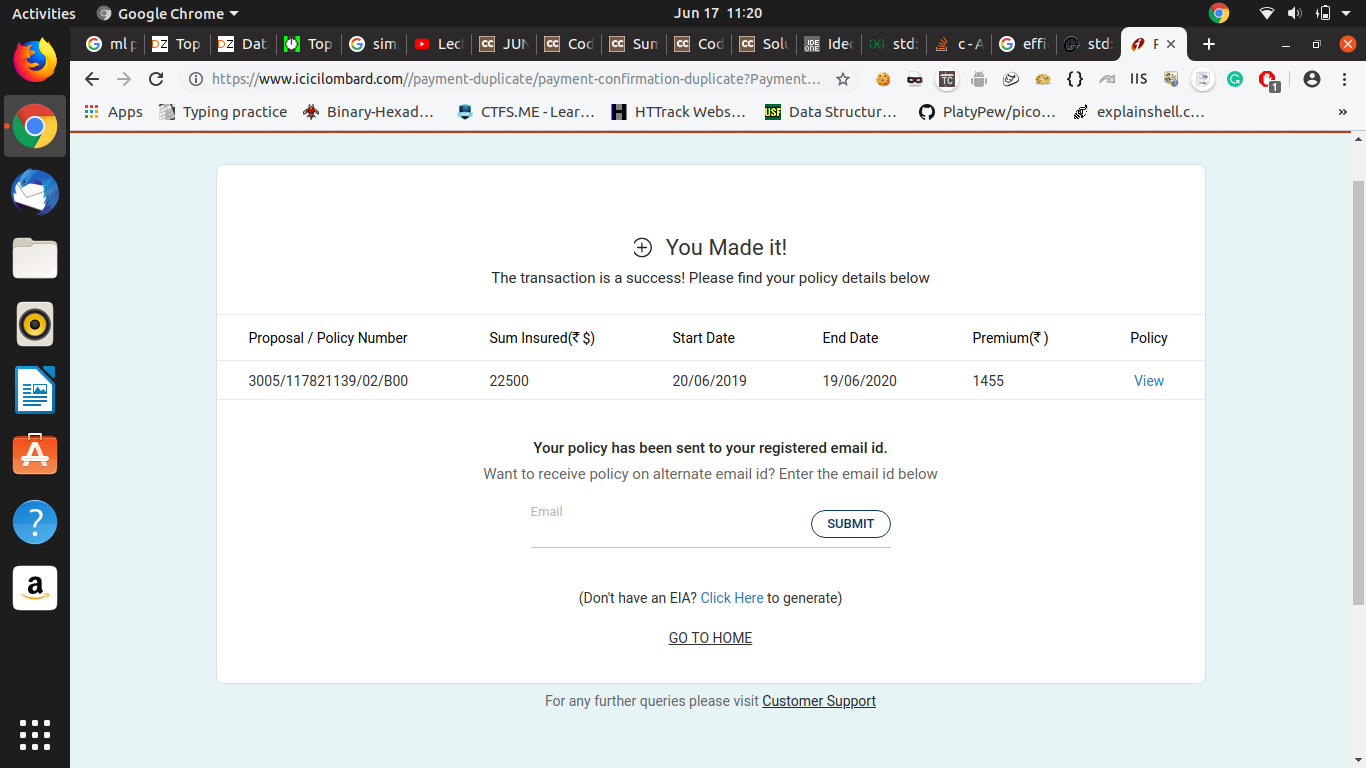 Activities Google Chrome Jun 17 11:20
ml p Top Dat Top sim Lec JUN Cod Sun Cod Solu Ideo std: c - A effi std:
https://www.icicilombard.com//payment-duplicate/payment-confirmation-duplicate?Payment...
Apps Typing practice Binary-Hexad... CTFS.ME - Lear... HTTrack Webs... Data Structur... PlatyPew/pico... explainshell.c... »
You Made it!
The transaction is a success! Please find your policy details below
Proposal / Policy Number Sum Insured(₹ $) Start Date End Date Premium(₹ ) Policy
3005/117821139/02/B00 22500 20/06/2019 19/06/2020 1455 View
Your policy has been sent to your registered email id.
Want to receive policy on alternate email id? Enter the email id below
Email
SUBMIT
(Don't have an EIA? Click Here to generate)
GO TO HOME
For any further queries please visit Customer Support